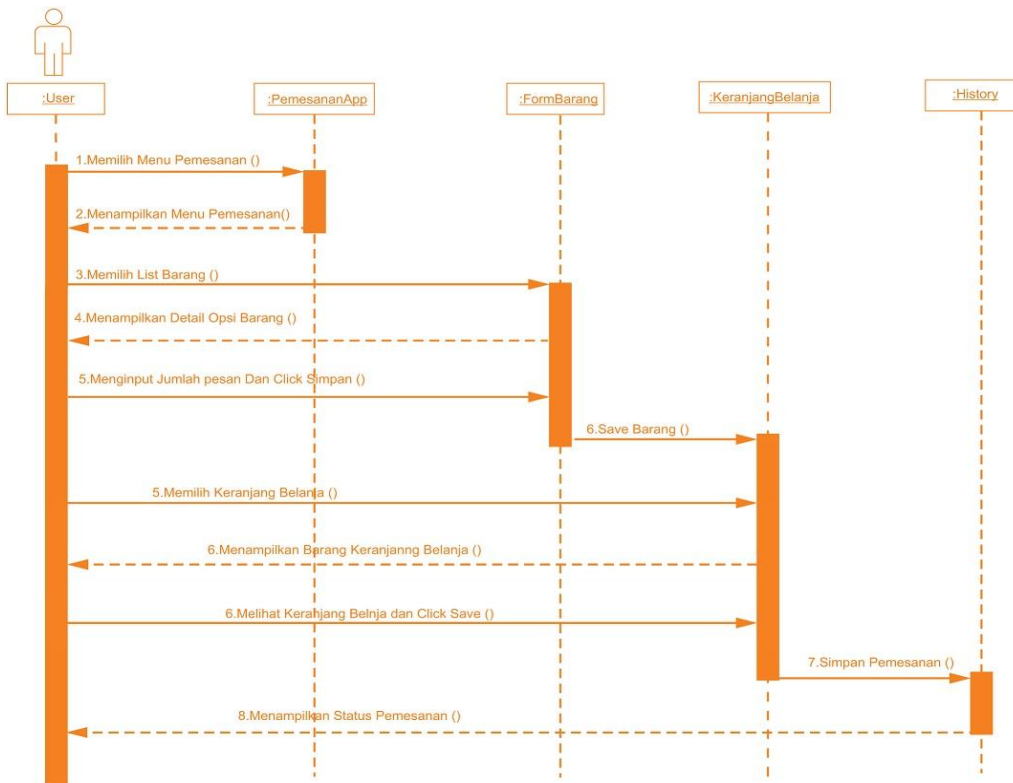 :User
:PemesananApp
:FormBarang
:KeranjangBelanja
:History
1.Memilih Menu Pemesanan ()
2.Menampilkan Menu Pemesanan()
3.Memilih List Barang ()
4.Menampilkan Detail Opsi Barang ()
5.Menginput Jumlah pesan Dan Click Simpan ()
6.Save Barang ()
5.Memilih Keranjang Belanja ()
6.Menampilkan Barang Keranjanng Belanja ()
6.Melihat Keranjang Belnja dan Click Save ()
7.Simpan Pemesanan ()
8.Menampilkan Status Pemesanan ()